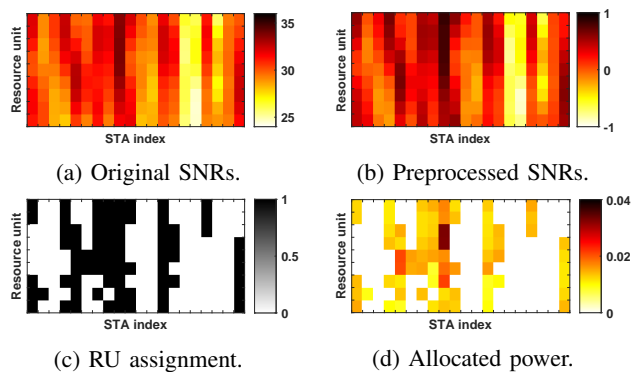 Resource unit
35
30
25
STA index
(a) Original SNRs.
Resource unit
1
0
-1
STA index
(b) Preprocessed SNRs.
Resource unit
1
0.5
0
STA index
(c) RU assignment.
Resource unit
0.04
0.02
0
STA index
(d) Allocated power.